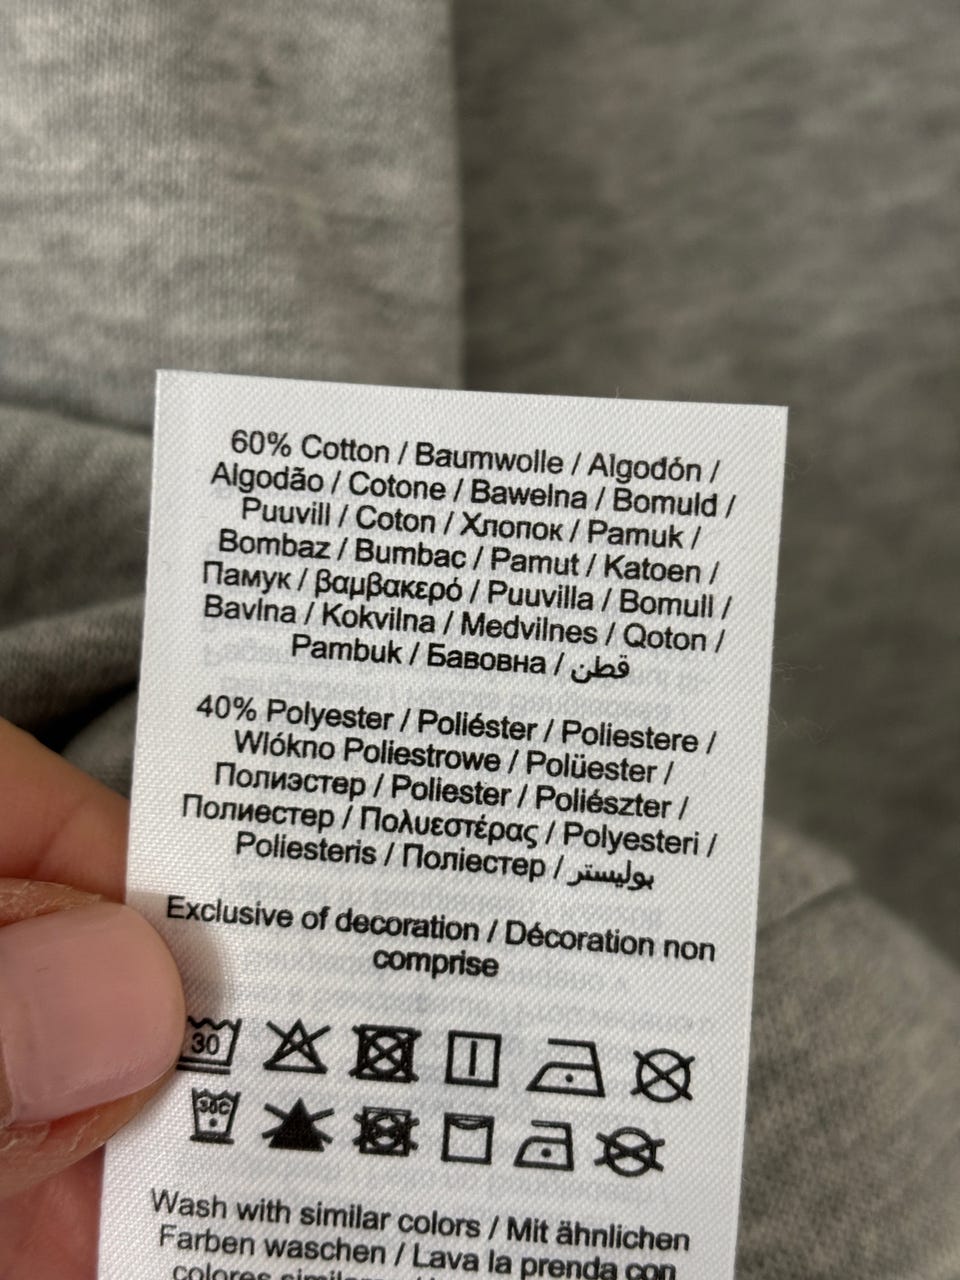 60% Cotton / Baumwolle / Algodón /
Algodão / Cotone / Bawełna / Bomuld /
Puuvill / Coton / Хлопок / Pamuk /
Bombaz / Bumbac / Pamut / Katoen /
Памук / βαμβακερό / Puuvilla / Bomull /
Bavlna / Kokvilna / Medvilnes / Qoton /
Pambuk / Бавовна / قطن
40% Polyester / Poliéster / Poliestere /
Wlókno Poliestrowe / Polüester /
Полиэстер / Poliester / Poliészter /
Полиестер / Πολυεστέρας / Polyesteri /
Poliesteris / Поліестер / بوليستر
Exclusive of decoration / Décoration non
comprise
30
30C
Wash with similar colors / Mit ähnlichen
Farben waschen / Lava la prenda con
colores